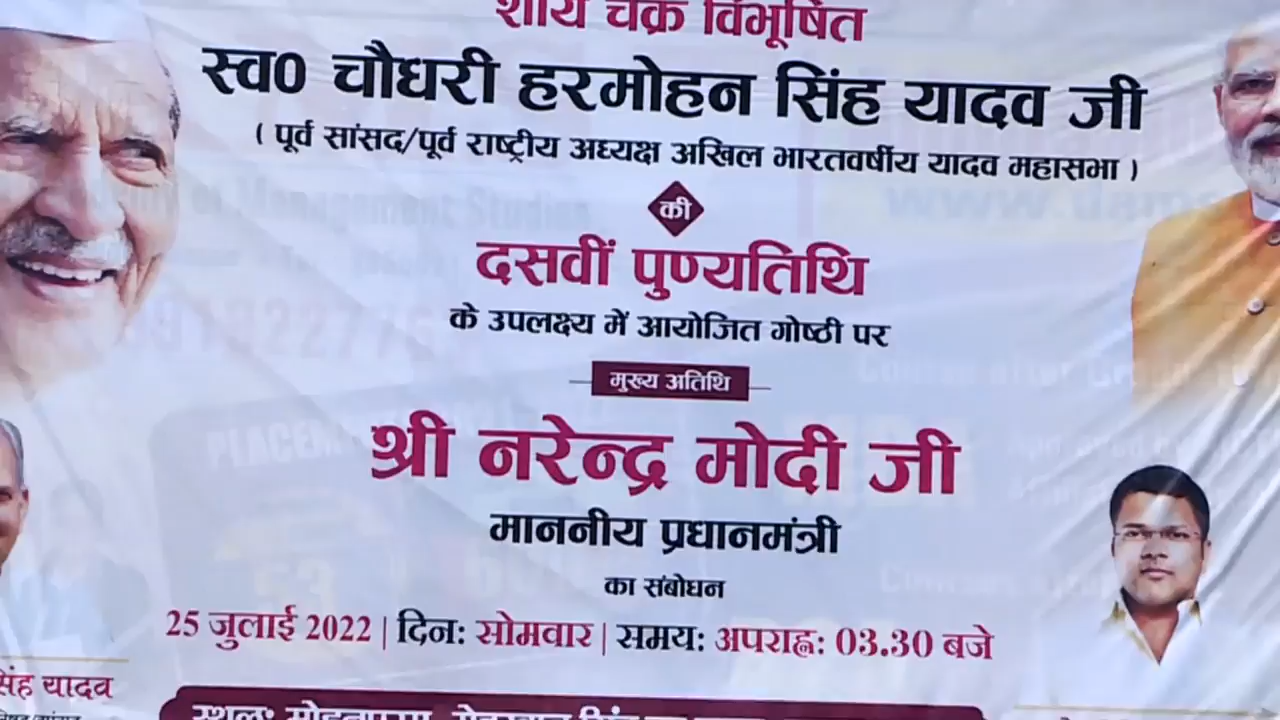 शौर्य चक्र विभूषित
स्व0 चौधरी हरमोहन सिंह यादव जी
( पूर्व सांसद/पूर्व राष्ट्रीय अध्यक्ष अखिल भारतवर्षीय यादव महासभा )
की
दसवीं पुण्यतिथि
के उपलक्ष्य में आयोजित गोष्ठी पर
मुख्य अतिथि
श्री नरेन्द्र मोदी जी
माननीय प्रधानमंत्री
का संबोधन
25 जुलाई 2022 | दिन: सोमवार | समय: अपराह्न: 03.30 बजे
सिंह यादव
स्थल: